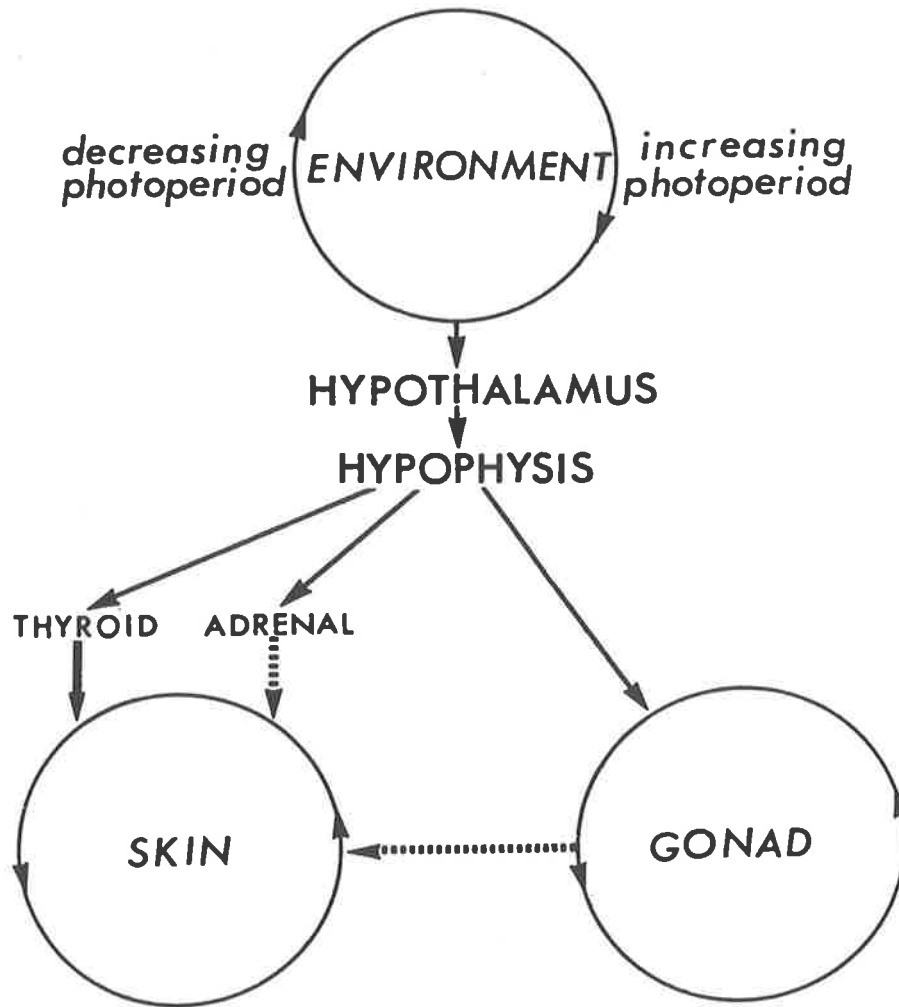 decreasing
photoperiod
ENVIRONMENT
increasing
photoperiod
HYPOTHALAMUS
HYPOPHYSIS
THYROID
ADRENAL
SKIN
GONAD